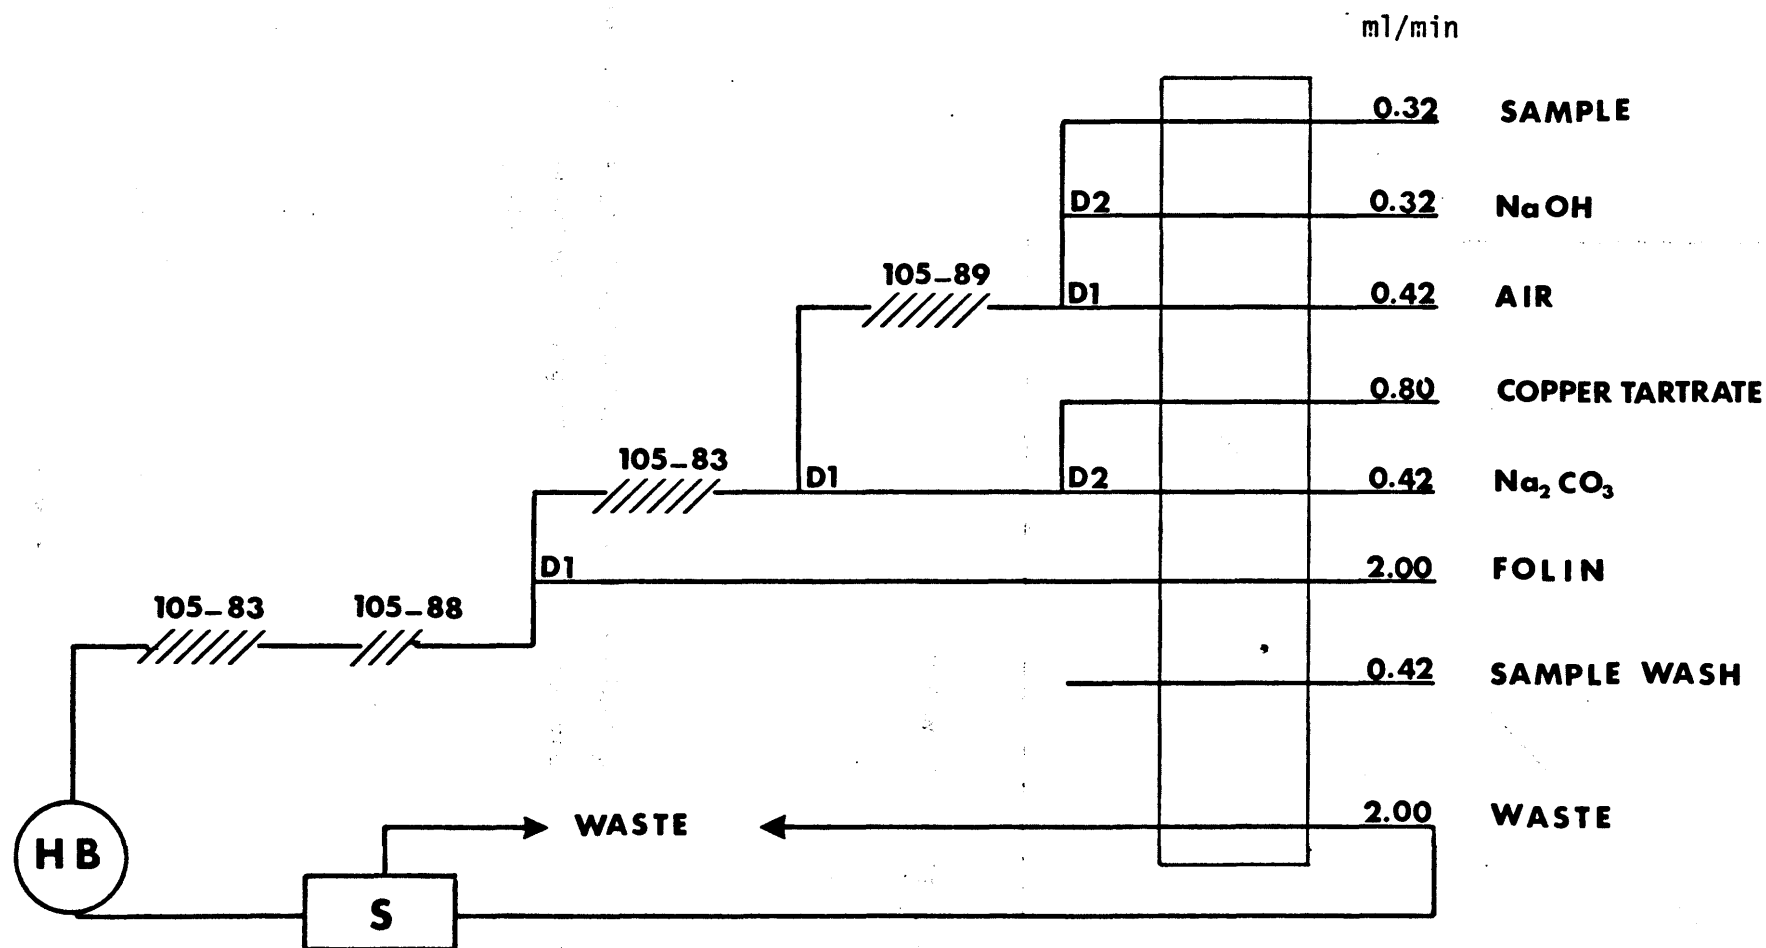 ml/min
0.32 SAMPLE
D2 0.32 NaOH
105-89
D1 0.42 AIR
0.80 COPPER TARTRATE
105-83
D1 D2 0.42 Na₂CO₃
D1 2.00 FOLIN
105-83 105-88
0.42 SAMPLE WASH
WASTE 2.00 WASTE
HB
S